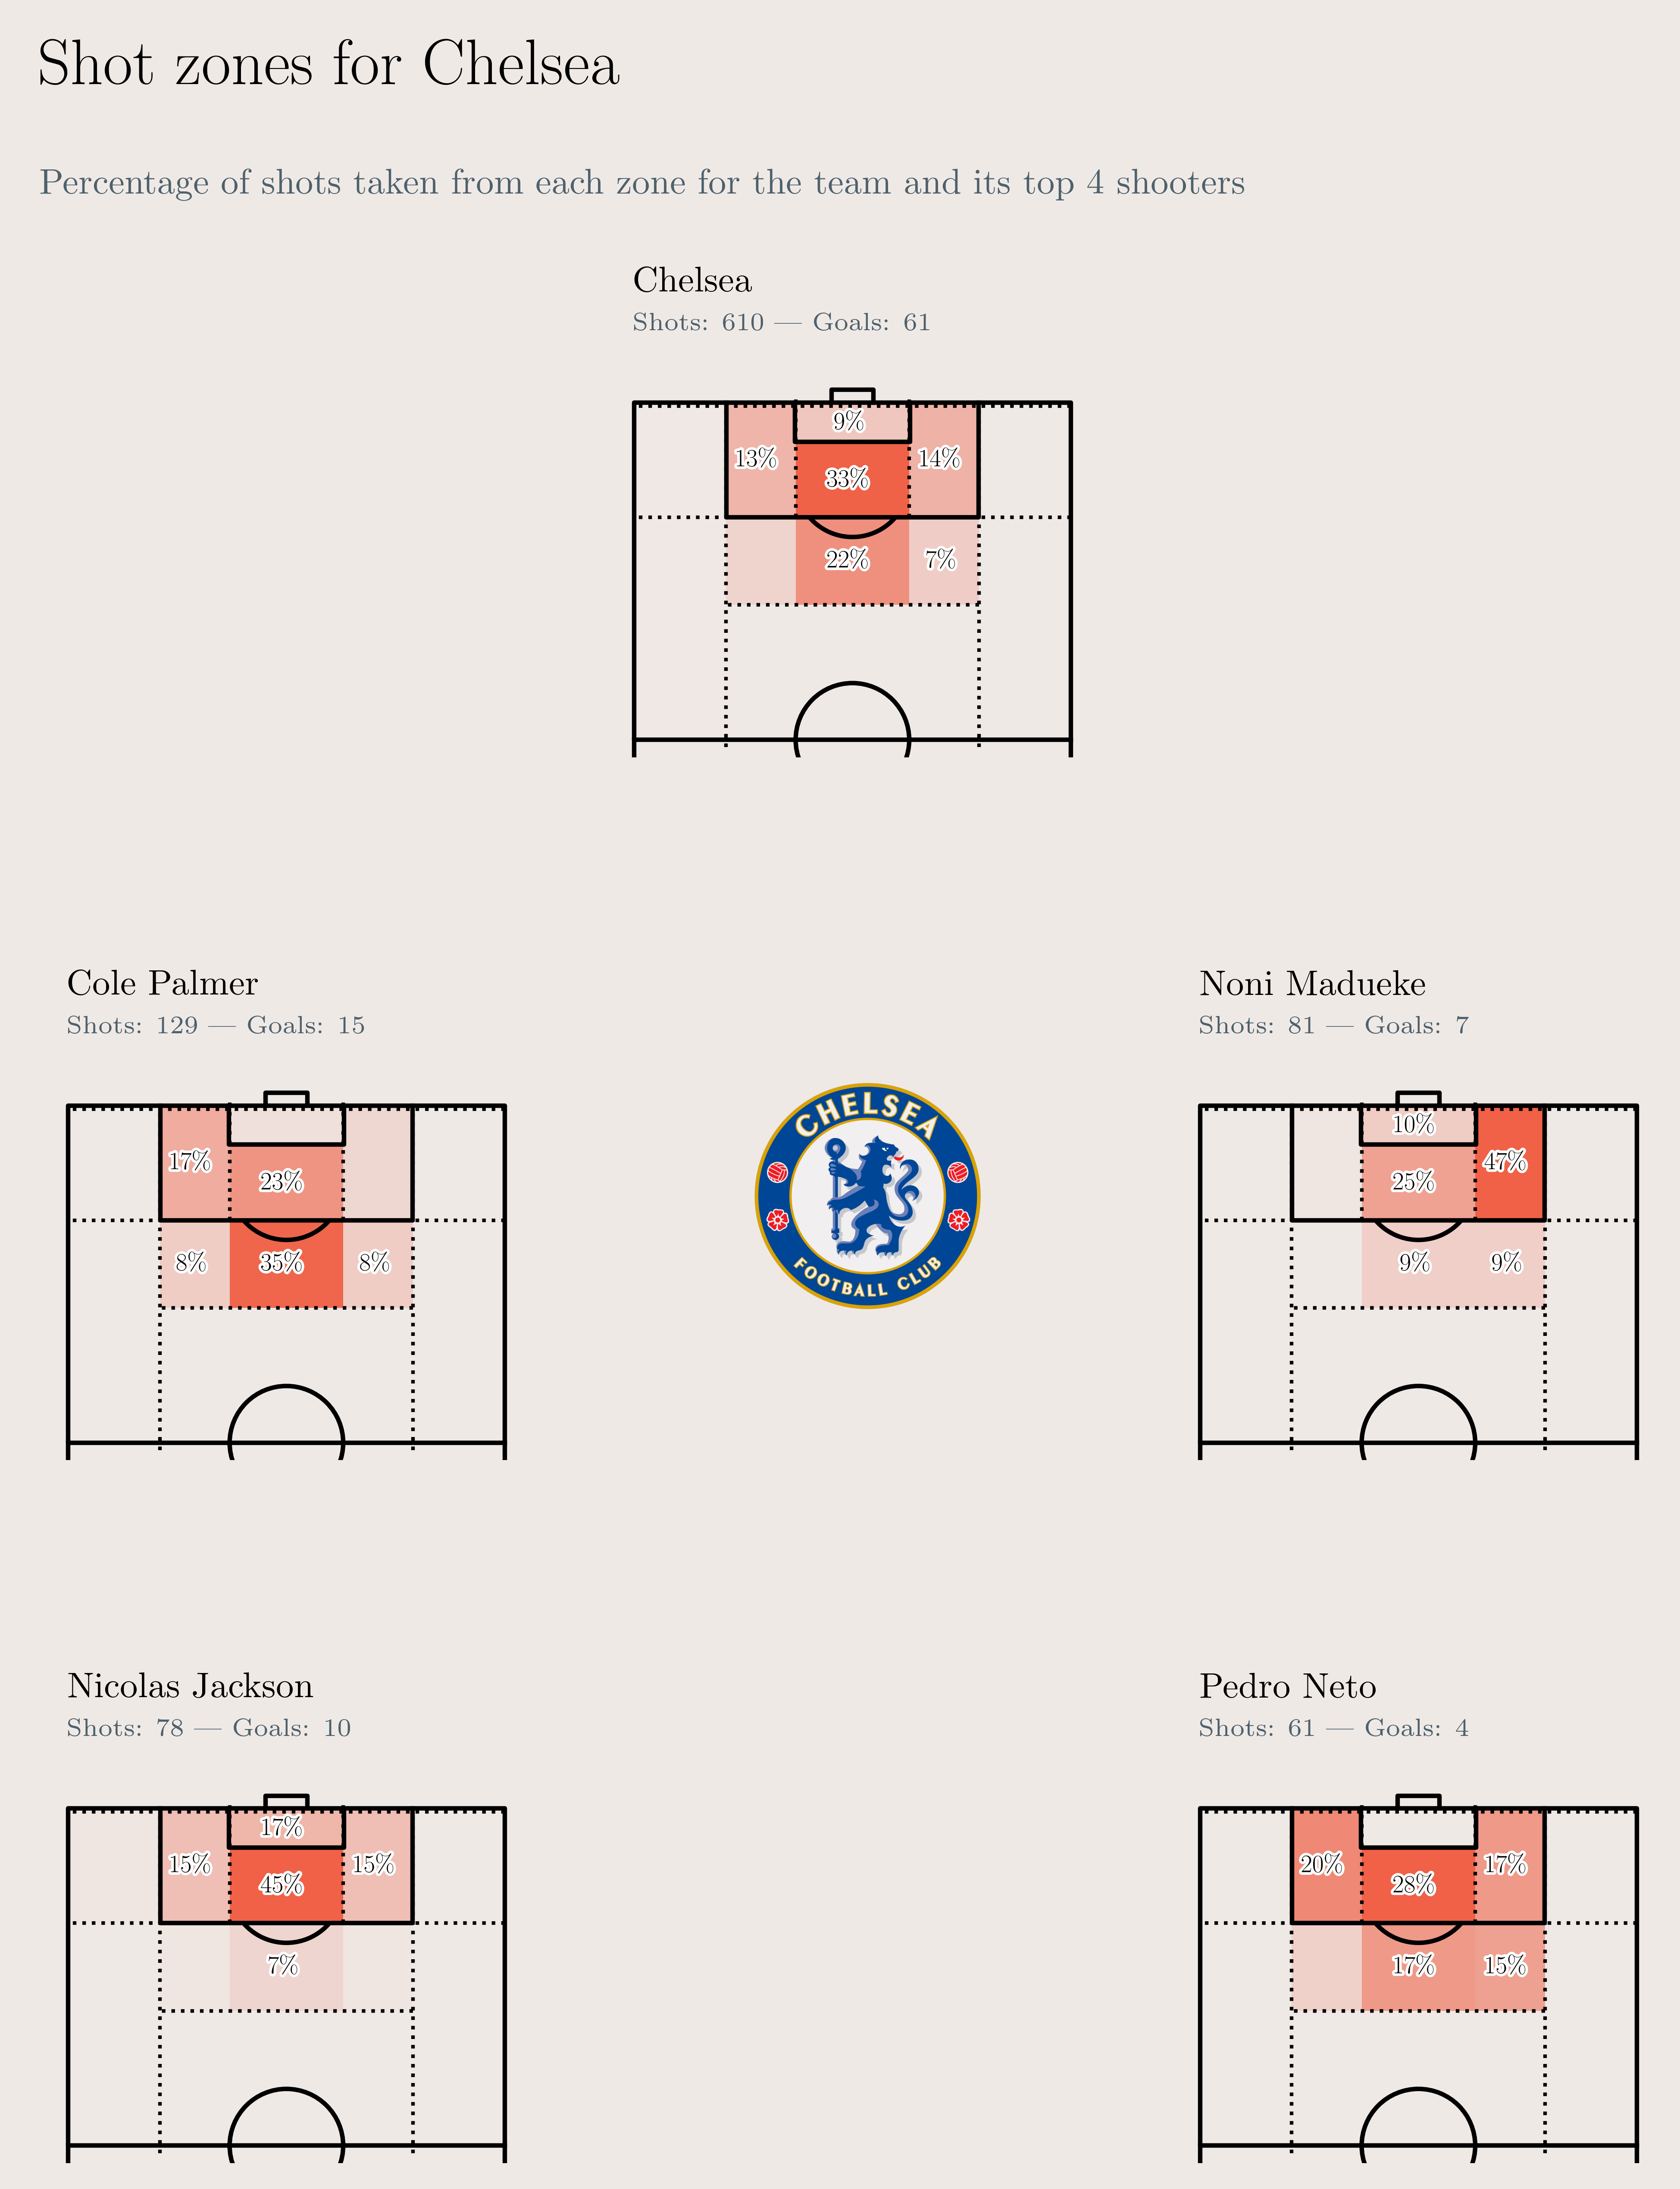 Shot zones for Chelsea
Percentage of shots taken from each zone for the team and its top 4 shooters
Chelsea
Shots: 610 — Goals: 61
9%
13%
14%
33%
22%
7%
Cole Palmer
Shots: 129 — Goals: 15
17%
23%
8%
35%
8%
CHELSEA
FOOTBALL CLUB
Noni Madueke
Shots: 81 — Goals: 7
10%
47%
25%
9%
9%
Nicolas Jackson
Shots: 78 — Goals: 10
17%
15%
15%
45%
7%
Pedro Neto
Shots: 61 — Goals: 4
20%
17%
28%
17%
15%